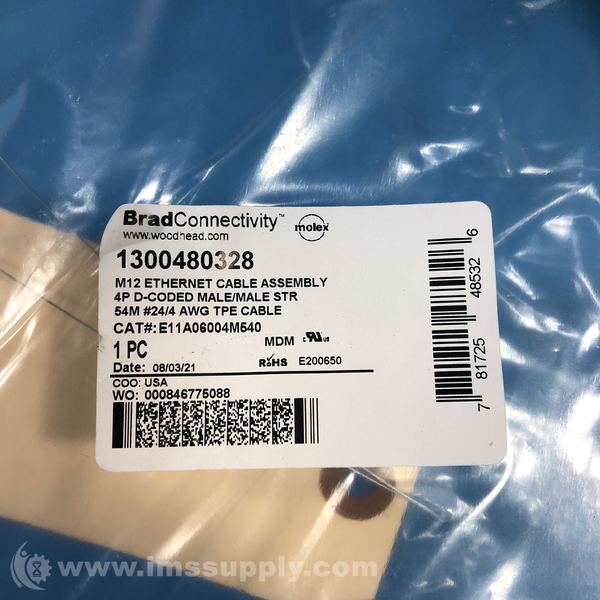 BradConnectivity™ molex
www.woodhead.com
1300480328
M12 ETHERNET CABLE ASSEMBLY
4P D-CODED MALE/MALE STR
54M #24/4 AWG TPE CABLE
CAT#: E11A06004M540
1 PC MDM
Date: 08/03/21 RoHS E200650
COO: USA
WO: 000846775088
7 81725 48532 6
www.imssupply.com